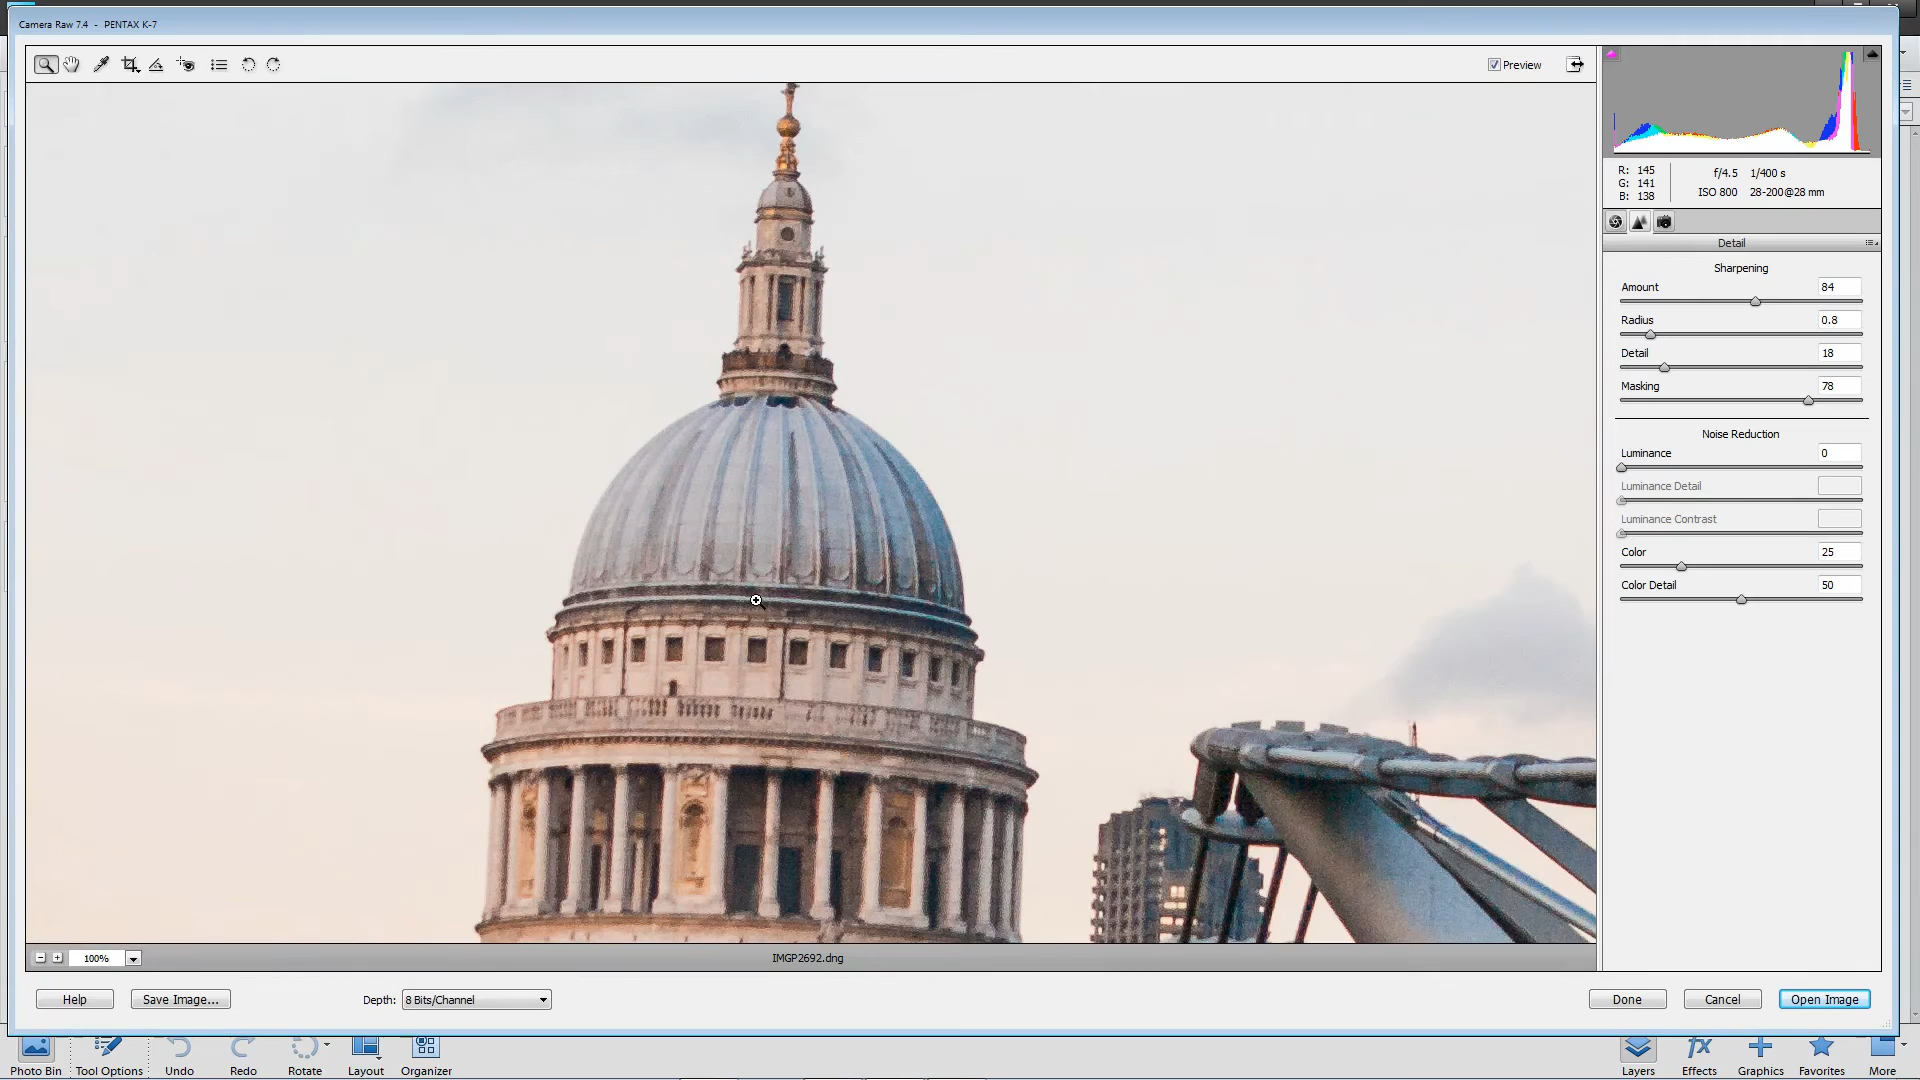 Camera Raw 7.4 - PENTAX K-7
Preview
R: 145
G: 141
B: 138
f/4.5 1/400 s
ISO 800 28-200@28 mm
Detail
Sharpening
Amount 84
Radius 0.8
Detail 18
Masking 78
Noise Reduction
Luminance 0
Luminance Detail
Luminance Contrast
Color 25
Color Detail 50
100%
IMGP2692.dng
Help
Save Image...
Depth: 8 Bits/Channel
Done
Cancel
Open Image
Photo Bin
Tool Options
Undo
Redo
Rotate
Layout
Organizer
Layers
fx
Effects
Graphics
Favorites
More